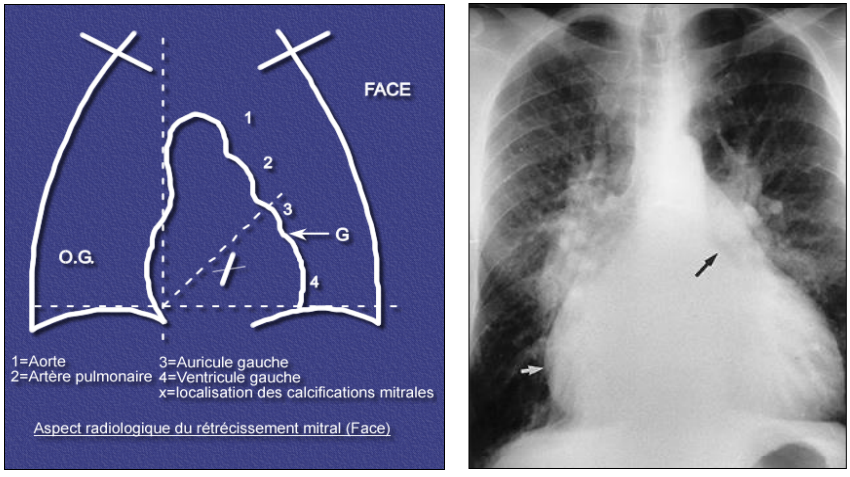 FACE
1
2
3
G
O.G.
4
1=Aorte
2=Artère pulmonaire
3=Auricule gauche
4=Ventricule gauche
x=localisation des calcifications mitrales
Aspect radiologique du rétrécissement mitral (Face)